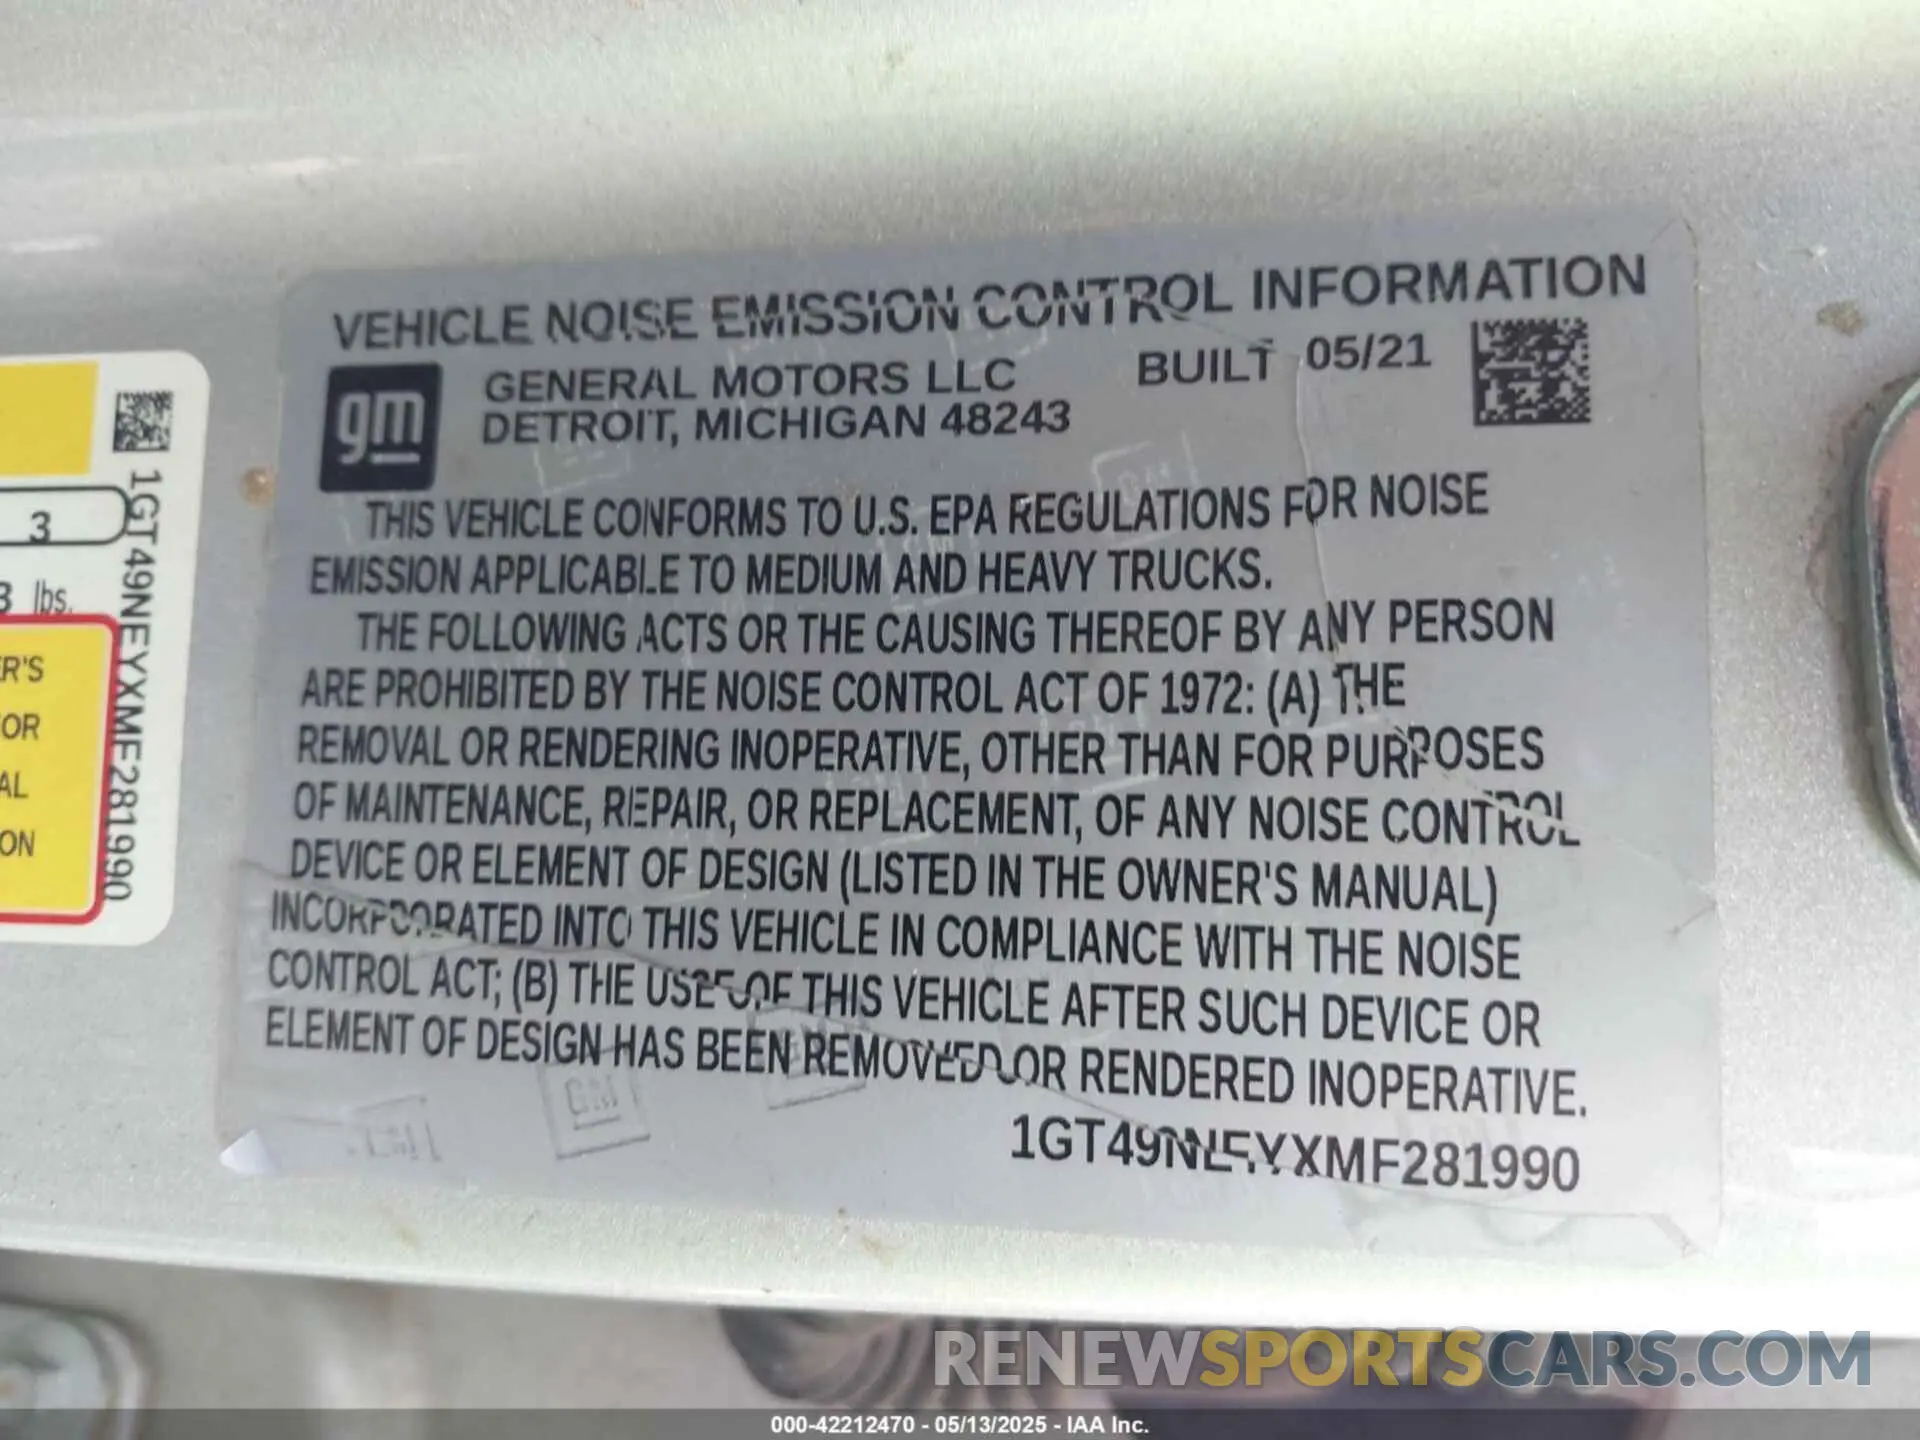 VEHICLE NOISE EMISSION CONTROL INFORMATION
gm
GENERAL MOTORS LLC
DETROIT, MICHIGAN 48243
BUILT 05/21
THIS VEHICLE CONFORMS TO U.S. EPA REGULATIONS FOR NOISE
EMISSION APPLICABLE TO MEDIUM AND HEAVY TRUCKS.
THE FOLLOWING ACTS OR THE CAUSING THEREOF BY ANY PERSON
ARE PROHIBITED BY THE NOISE CONTROL ACT OF 1972: (A) THE
REMOVAL OR RENDERING INOPERATIVE, OTHER THAN FOR PURPOSES
OF MAINTENANCE, REPAIR, OR REPLACEMENT, OF ANY NOISE CONTROL
DEVICE OR ELEMENT OF DESIGN (LISTED IN THE OWNER'S MANUAL)
INCORPORATED INTO THIS VEHICLE IN COMPLIANCE WITH THE NOISE
CONTROL ACT; (B) THE USE OF THIS VEHICLE AFTER SUCH DEVICE OR
ELEMENT OF DESIGN HAS BEEN REMOVED OR RENDERED INOPERATIVE.
1GT49NEYXMF281990
3
3 lbs.
ER'S
OR
AL
ON
1GT49NEYXMF281990
GM
RENEWSPORTSCARS.COM
000-42212470 - 05/13/2025 - IAA Inc.